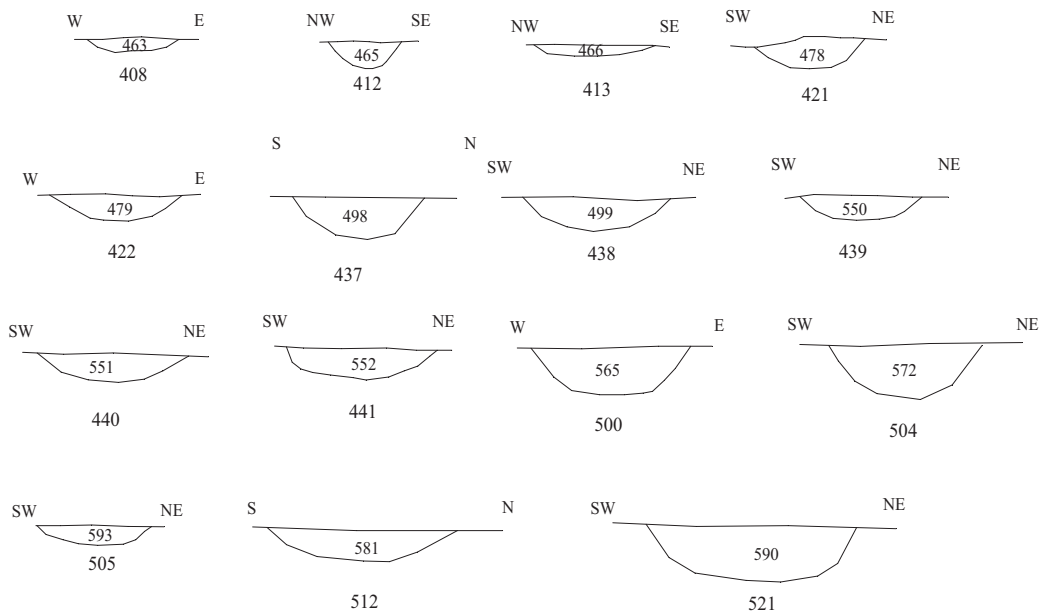 W E NW SE NW SE SW NE
463 465 466 478
408 412 413 421
S N
W E SW NE SW NE
479 498 499 550
422 437 438 439
SW NE SW NE W E SW NE
551 552 565 572
440 441 500 504
SW NE S N SW NE
593 581 590
505 512 521